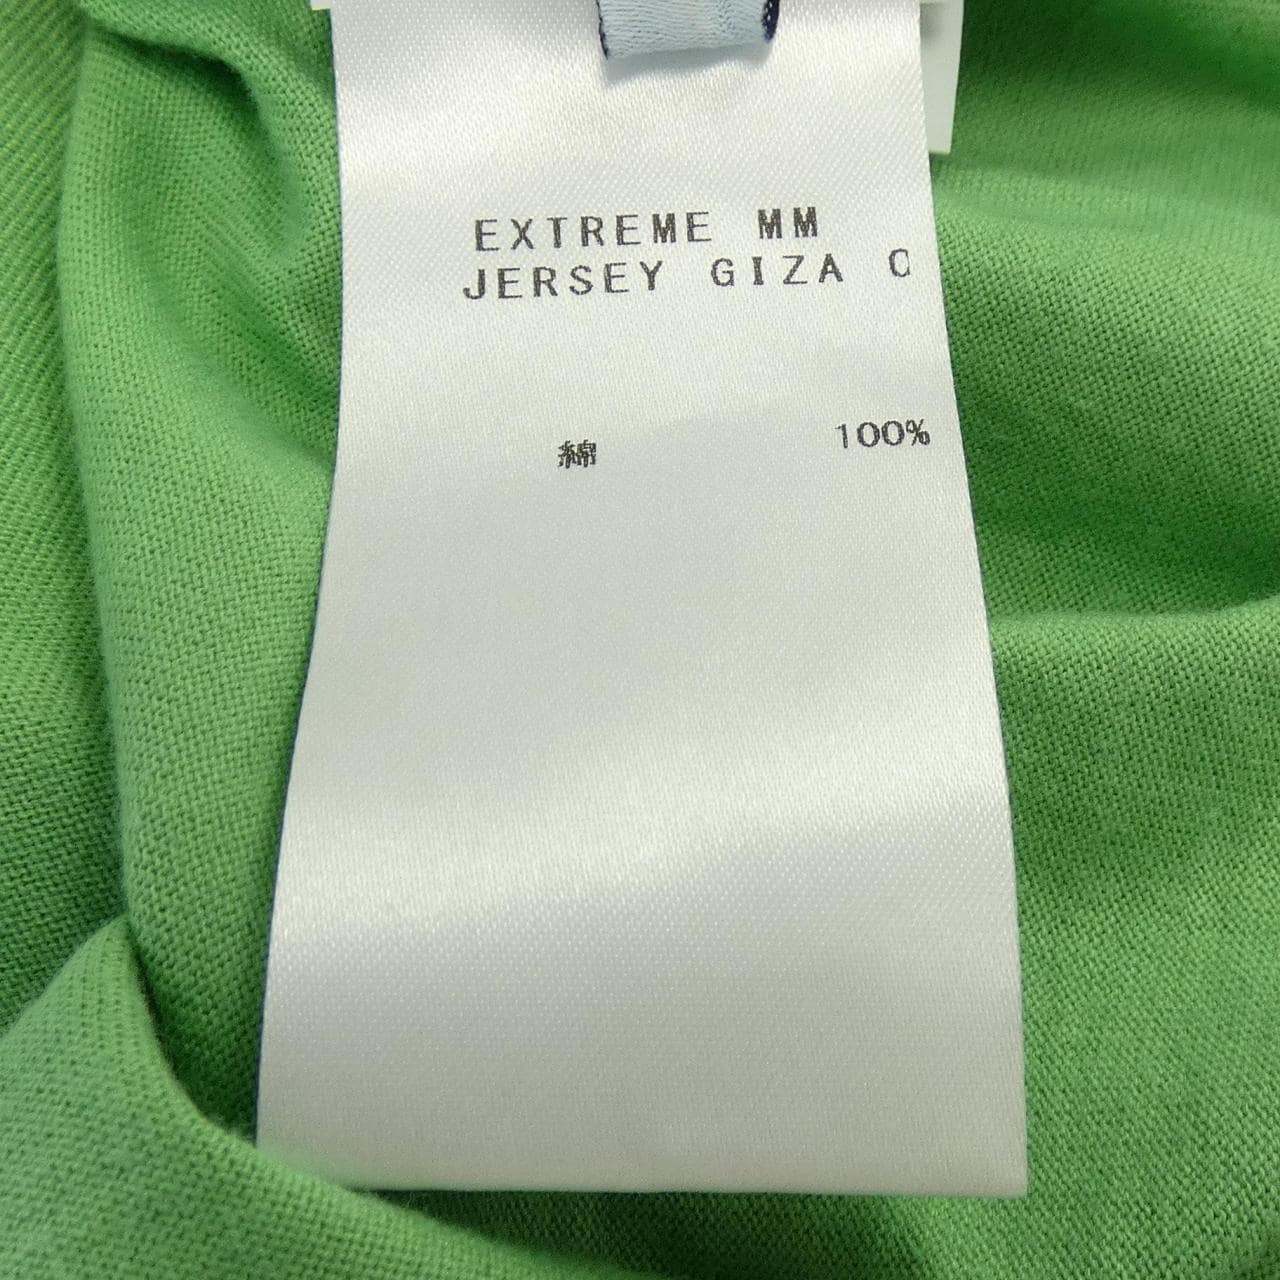 EXTREME MM
JERSEY GIZA C
綿 100%